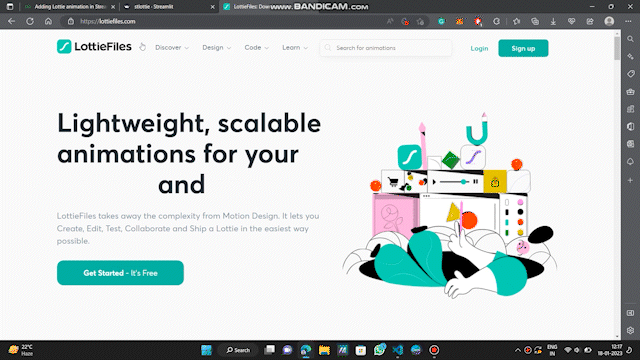 Adding Lottie animation in Strea
stlottie · Streamlit
LottieFiles: Dow
www.BANDICAM.com
https://lottiefiles.com
LottieFiles
Discover
Design
Code
Learn
Search for animations
Login
Sign up
Lightweight, scalable
animations for your
and
LottieFiles takes away the complexity from Motion Design. It lets you
Create, Edit, Test, Collaborate and Ship a Lottie in the easiest way
possible.
Get Started - It's Free
22°C
Haze
Search
ENG
IN
12:17